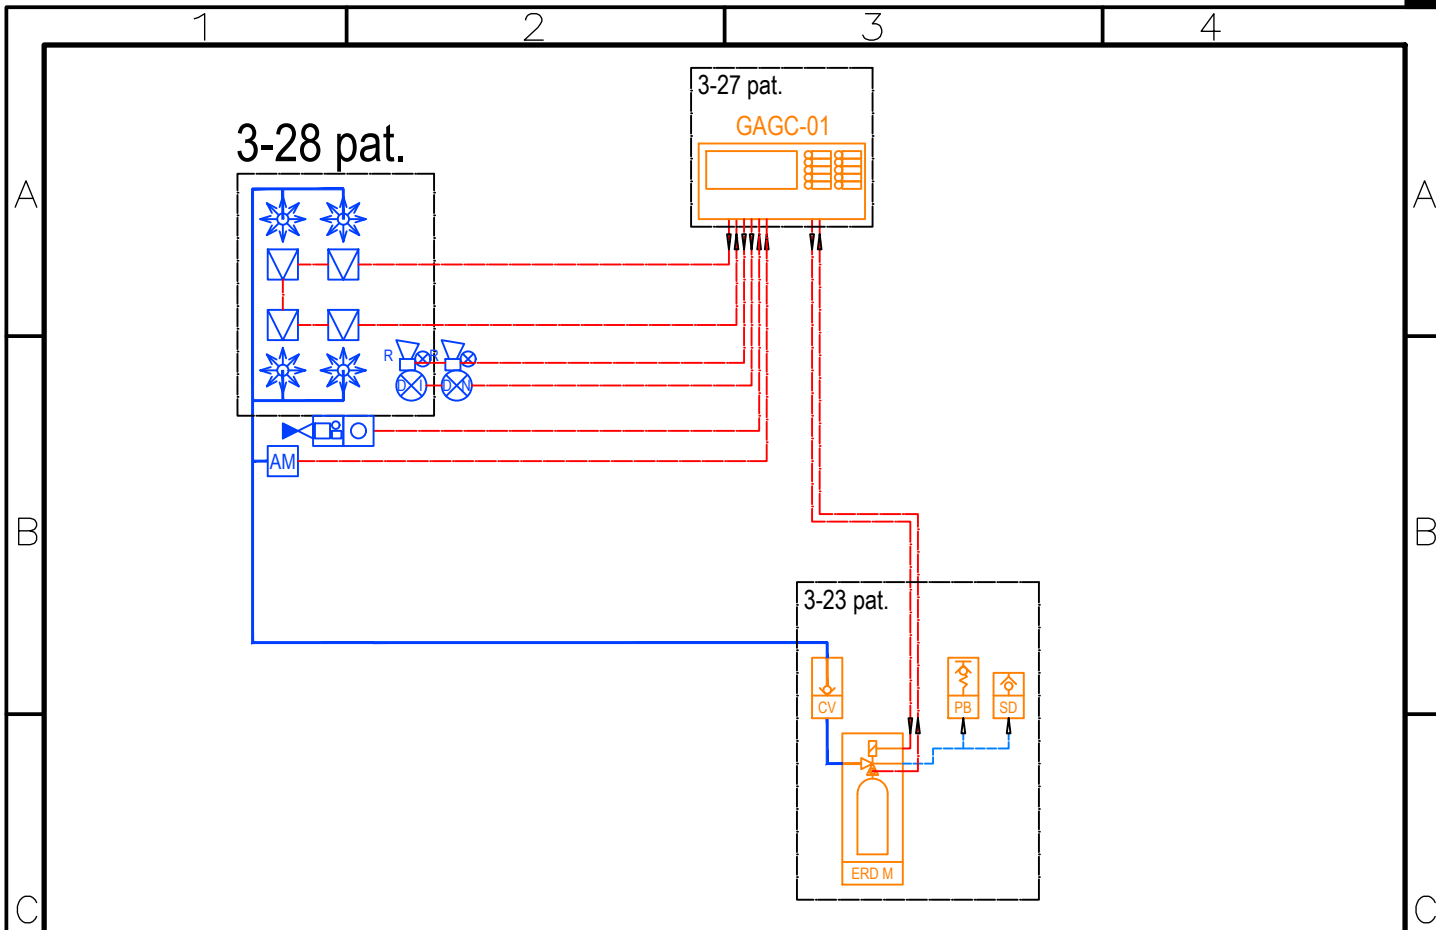 1 2 3 4
3-27 pat.
GAGC-01
3-28 pat.
A A
R R
D I D N
AM
B B
3-23 pat.
CV PB SD
ERD M
C C